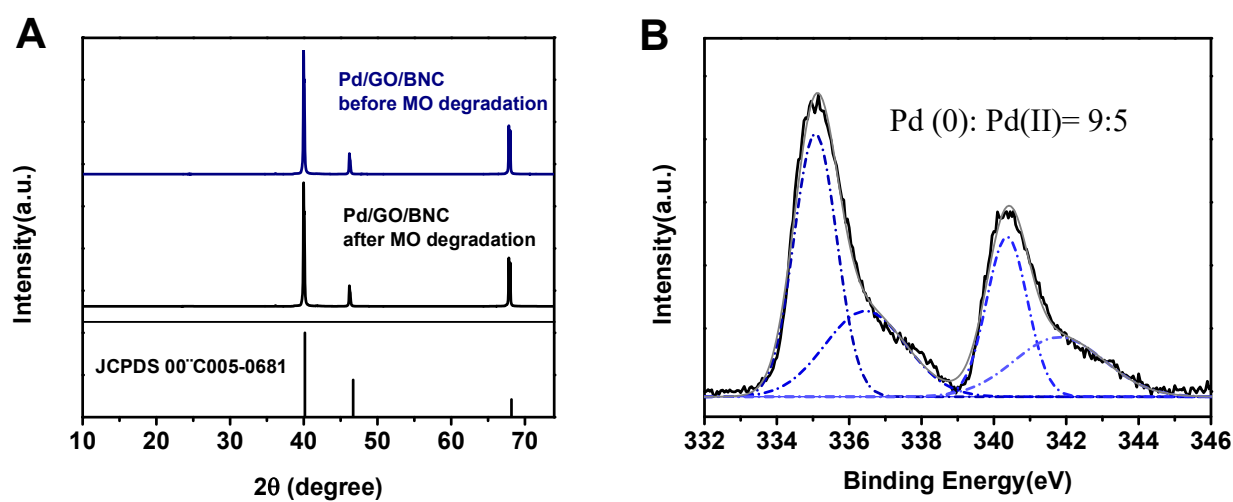 A
Intensity(a.u.)
Pd/GO/BNC
before MO degradation
Pd/GO/BNC
after MO degradation
JCPDS 00¨C005-0681
10 20 30 40 50 60 70
2θ (degree)
B
Intensity(a.u.)
Pd (0): Pd(II)= 9:5
332 334 336 338 340 342 344 346
Binding Energy(eV)